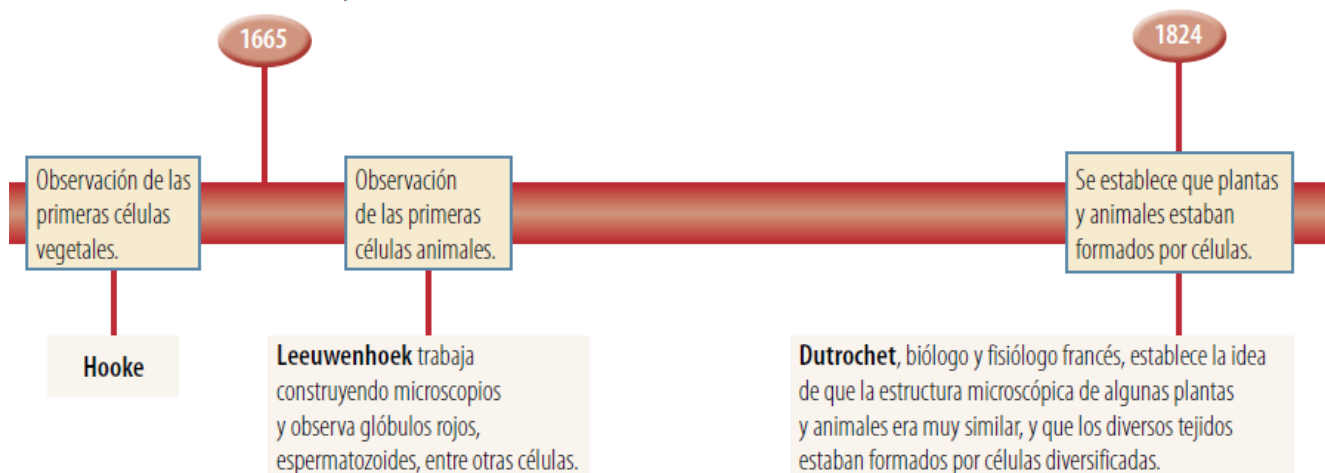 1665
1824
Observación de las
primeras células
vegetales.
Observación
de las primeras
células animales.
Se establece que plantas
y animales estaban
formados por células.
Hooke
Leeuwenhoek trabaja
construyendo microscopios
y observa glóbulos rojos,
espermatozoides, entre otras células.
Dutrochet, biólogo y fisiólogo francés, establece la idea
de que la estructura microscópica de algunas plantas
y animales era muy similar, y que los diversos tejidos
estaban formados por células diversificadas.